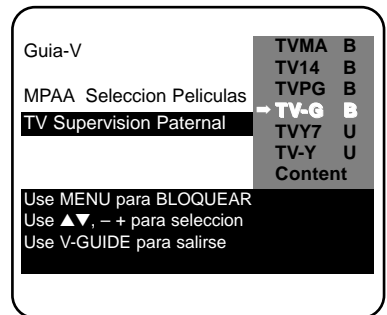 Guia-V
MPAA Seleccion Peliculas
TV Supervision Paternal
TVMA B
TV14 B
TVPG B
➡ TV-G B
TVY7 U
TV-Y U
Content
Use MENU para BLOQUEAR
Use ▲▼, – + para seleccion
Use V-GUIDE para salirse